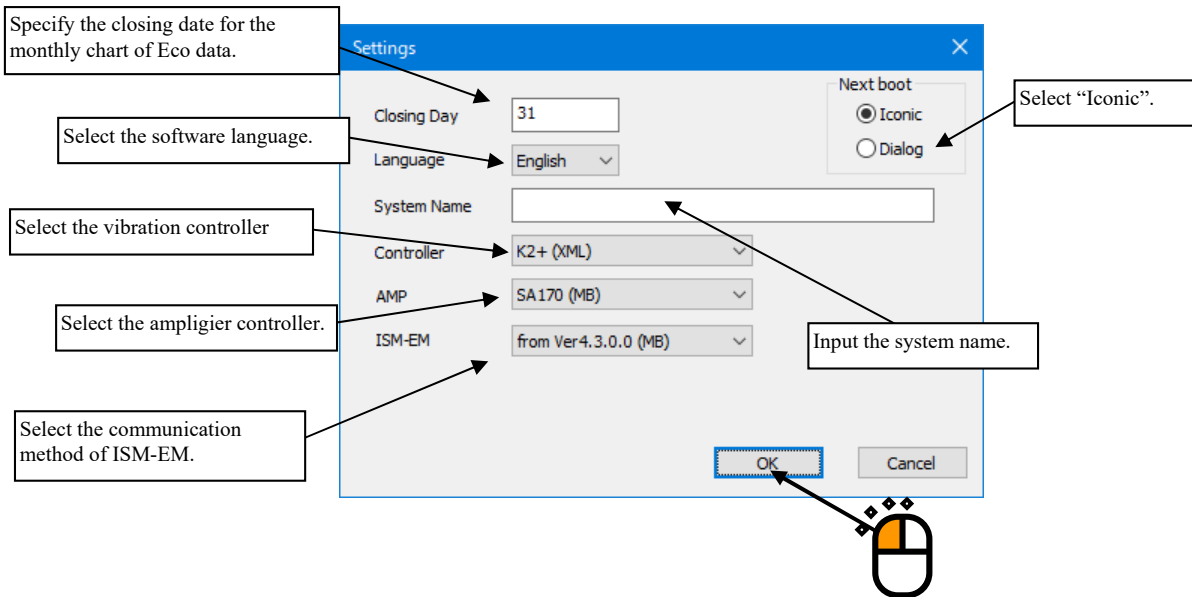 Specify the closing date for the
monthly chart of Eco data.
Settings
Next boot
Iconic
Dialog
Select “Iconic”.
Closing Day
31
Select the software language.
Language
English
System Name
Select the vibration controller
Controller
K2+ (XML)
AMP
SA170 (MB)
Select the ampligier controller.
ISM-EM
from Ver4.3.0.0 (MB)
Input the system name.
Select the communication
method of ISM-EM.
OK
Cancel